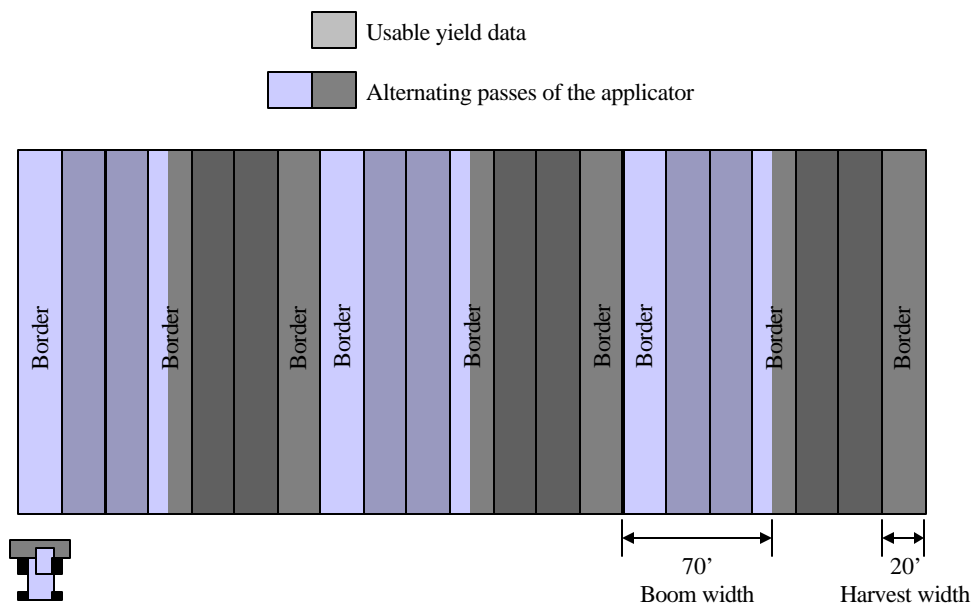 Usable yield data
Alternating passes of the applicator
Border
Border
Border
Border
Border
Border
Border
Border
Border
70’
Boom width
20’
Harvest width